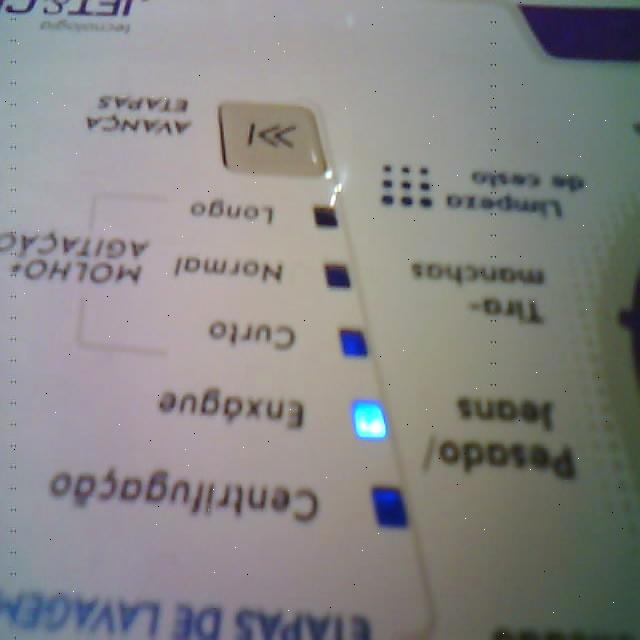 Pesado/
Jeans
Tira-
manchas
Limpeza
de cesto
ETAPAS DE LAVAGEM
Centrifugação
Enxágue
Curto
Normal
Longo
MOLHO+
AGITAÇÃO
AVANÇA
ETAPAS
tecnologia